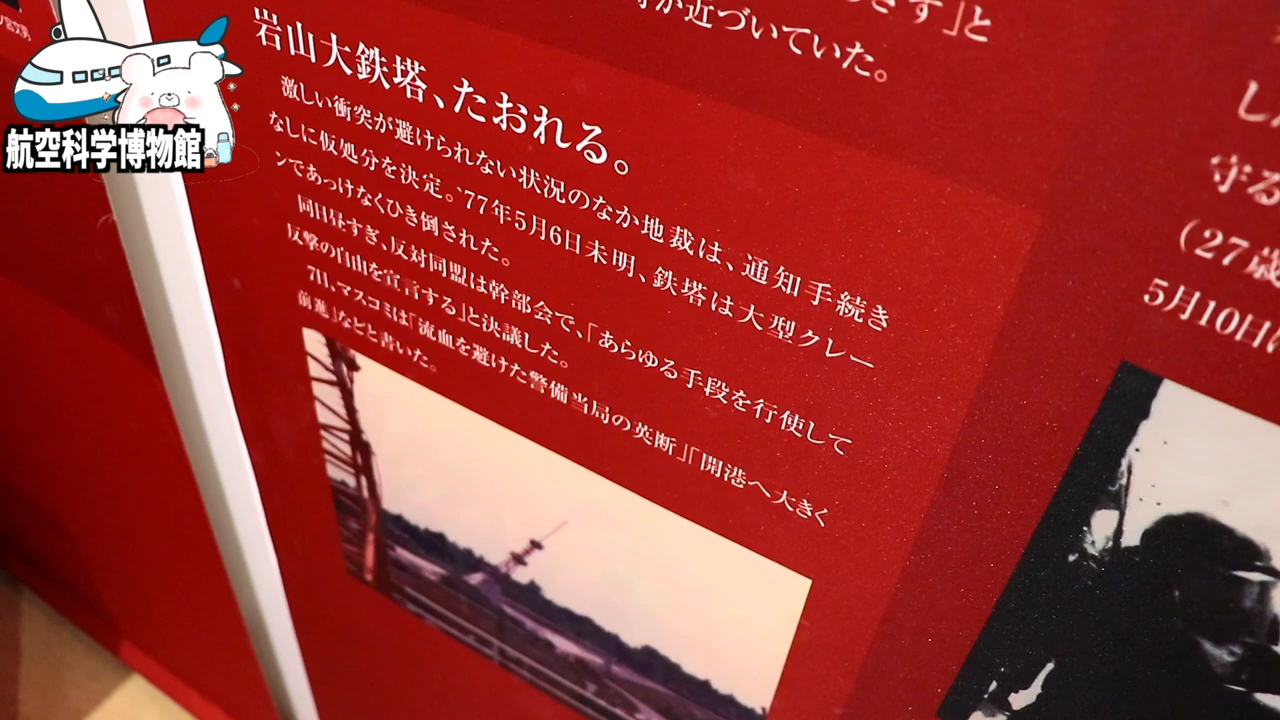 航空科学博物館
が近づいていた。
」と
岩山大鉄塔、たおれる。
激しい衝突が避けられない状況のなか地裁は、通知手続き
なしに仮処分を決定。'77年5月6日未明、鉄塔は大型クレー
ンであっけなくひき倒された。
同日昼すぎ、反対同盟は幹部会で、「あらゆる手段を行使して
反撃の自由を宣言する」と決議した。
7日、マスコミは「流血を避けた警備当局の英断」「開港へ大きく
前進」などと書いた。
守る
(27歳
5月10日